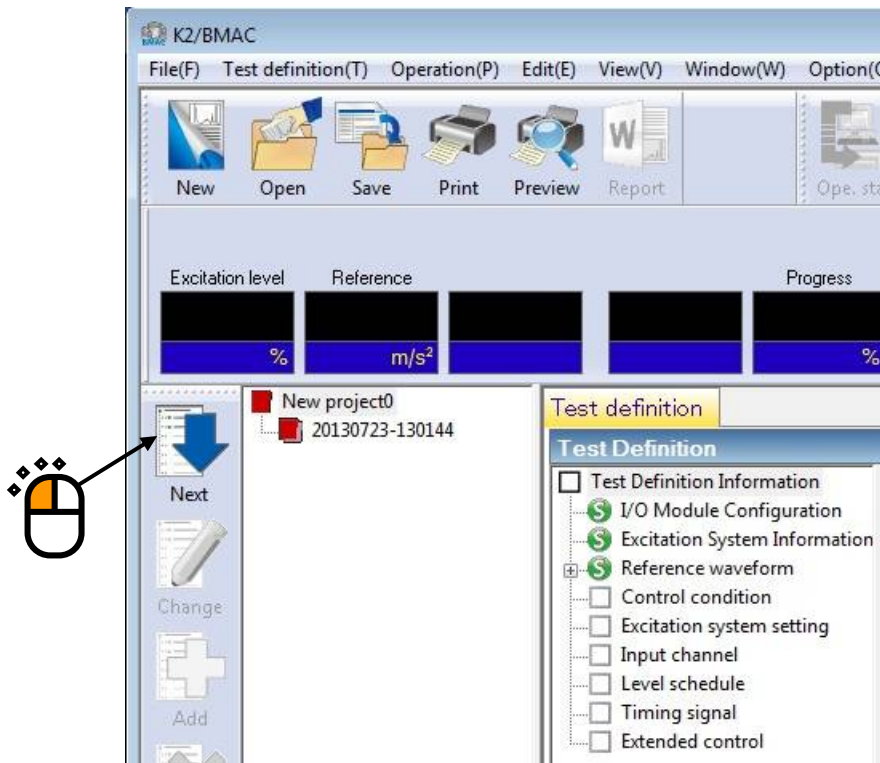 K2/BMAC
File(F) Test definition(T) Operation(P) Edit(E) View(V) Window(W)
New Open Save Print Preview Report
Excitation level Reference Progress
% m/s² %
Next
Change
Add
New project0
20130723-130144
Test definition
Test Definition
Test Definition Information
I/O Module Configuration
Excitation System Information
Reference waveform
Control condition
Excitation system setting
Input channel
Level schedule
Timing signal
Extended control